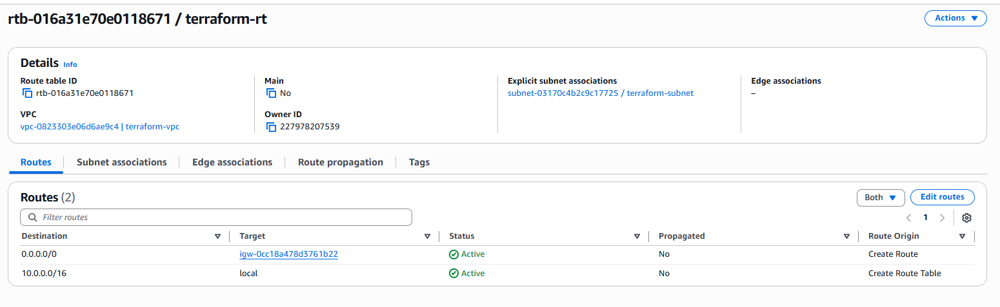 rtb-016a31e70e0118671 / terraform-rt
Actions
Details Info
Route table ID
rtb-016a31e70e0118671
Main
No
Explicit subnet associations
subnet-03170c4b2c9c17725 / terraform-subnet
Edge associations
–
VPC
vpc-0823303e06d6ae9c4 | terraform-vpc
Owner ID
227978207539
Routes Subnet associations Edge associations Route propagation Tags
Routes (2)
Both Edit routes
Filter routes
1
Destination Target Status Propagated Route Origin
0.0.0.0/0 igw-0cc18a478d3761b22 Active No Create Route
10.0.0.0/16 local Active No Create Route Table